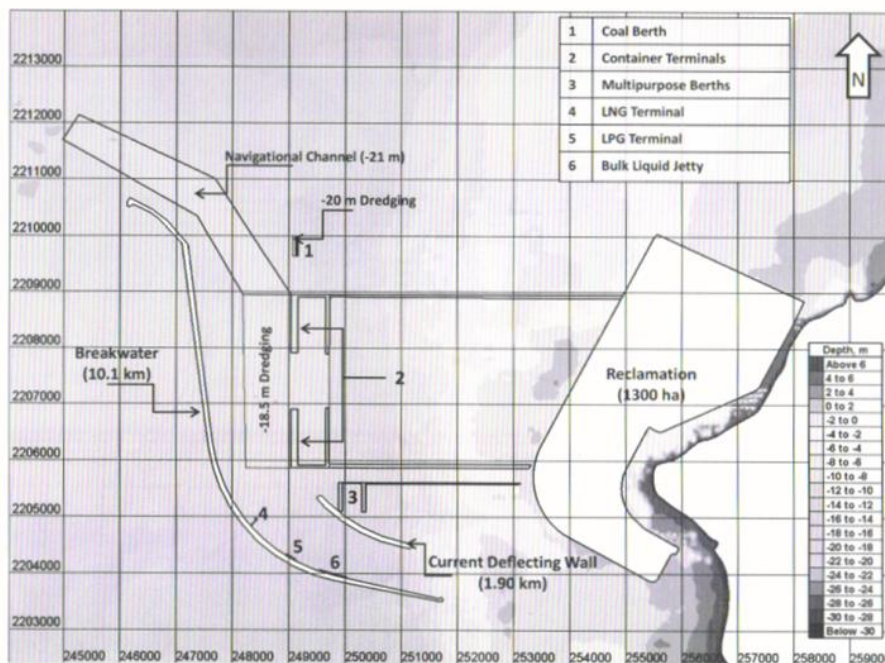 1 Coal Berth
2 Container Terminals
3 Multipurpose Berths
4 LNG Terminal
5 LPG Terminal
6 Bulk Liquid Jetty
N
2213000
2212000
2211000
2210000
2209000
2208000
2207000
2206000
2205000
2204000
2203000
Navigational Channel (-21 m)
-20 m Dredging
1
-18.5 m Dredging
Breakwater
(10.1 km)
2
Reclamation
(1300 ha)
3
4
5
6
Current Deflecting Wall
(1.90 km)
Depth, m
Above 6
4 to 6
2 to 4
0 to 2
-2 to 0
-4 to -2
-6 to -4
-8 to -6
-10 to -8
-12 to -10
-14 to -12
-16 to -14
-18 to -16
-20 to -18
-22 to -20
-24 to -22
-26 to -24
-28 to -26
-30 to -28
Below -30
245000 246000 247000 248000 249000 250000 251000 252000 253000 254000 255000 256000 257000 258000 259000